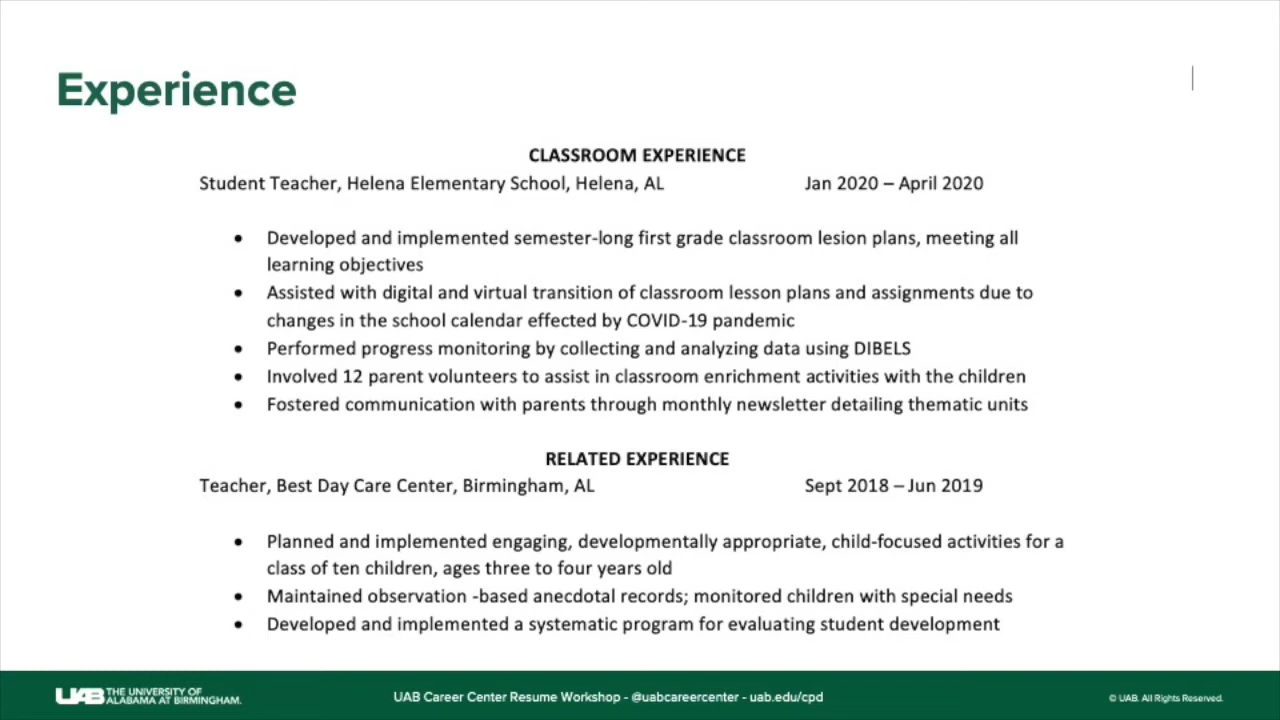 Experience
CLASSROOM EXPERIENCE
Student Teacher, Helena Elementary School, Helena, AL Jan 2020 – April 2020
• Developed and implemented semester-long first grade classroom lesion plans, meeting all
learning objectives
• Assisted with digital and virtual transition of classroom lesson plans and assignments due to
changes in the school calendar effected by COVID-19 pandemic
• Performed progress monitoring by collecting and analyzing data using DIBELS
• Involved 12 parent volunteers to assist in classroom enrichment activities with the children
• Fostered communication with parents through monthly newsletter detailing thematic units
RELATED EXPERIENCE
Teacher, Best Day Care Center, Birmingham, AL Sept 2018 – Jun 2019
• Planned and implemented engaging, developmentally appropriate, child-focused activities for a
class of ten children, ages three to four years old
• Maintained observation -based anecdotal records; monitored children with special needs
• Developed and implemented a systematic program for evaluating student development
UAB THE UNIVERSITY OF
ALABAMA AT BIRMINGHAM.
UAB Career Center Resume Workshop - @uabcareercenter - uab.edu/cpd
© UAB. All Rights Reserved.